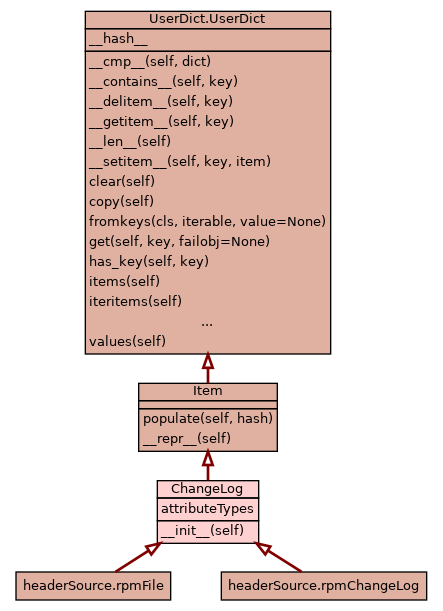 UserDict.UserDict
__hash__
__cmp__(self, dict)
__contains__(self, key)
__delitem__(self, key)
__getitem__(self, key)
__len__(self)
__setitem__(self, key, item)
clear(self)
copy(self)
fromkeys(cls, iterable, value=None)
get(self, key, failobj=None)
has_key(self, key)
items(self)
iteritems(self)
...
values(self)
Item
populate(self, hash)
__repr__(self)
ChangeLog
attributeTypes
__init__(self)
headerSource.rpmFile
headerSource.rpmChangeLog